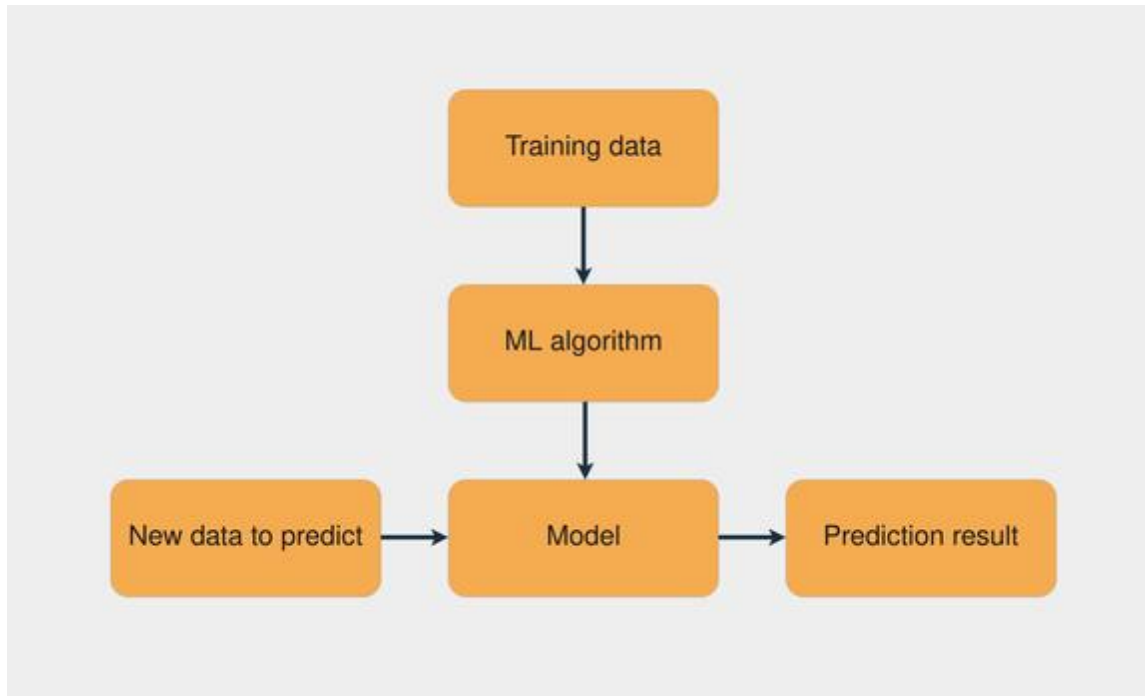 Training data
ML algorithm
New data to predict
Model
Prediction result